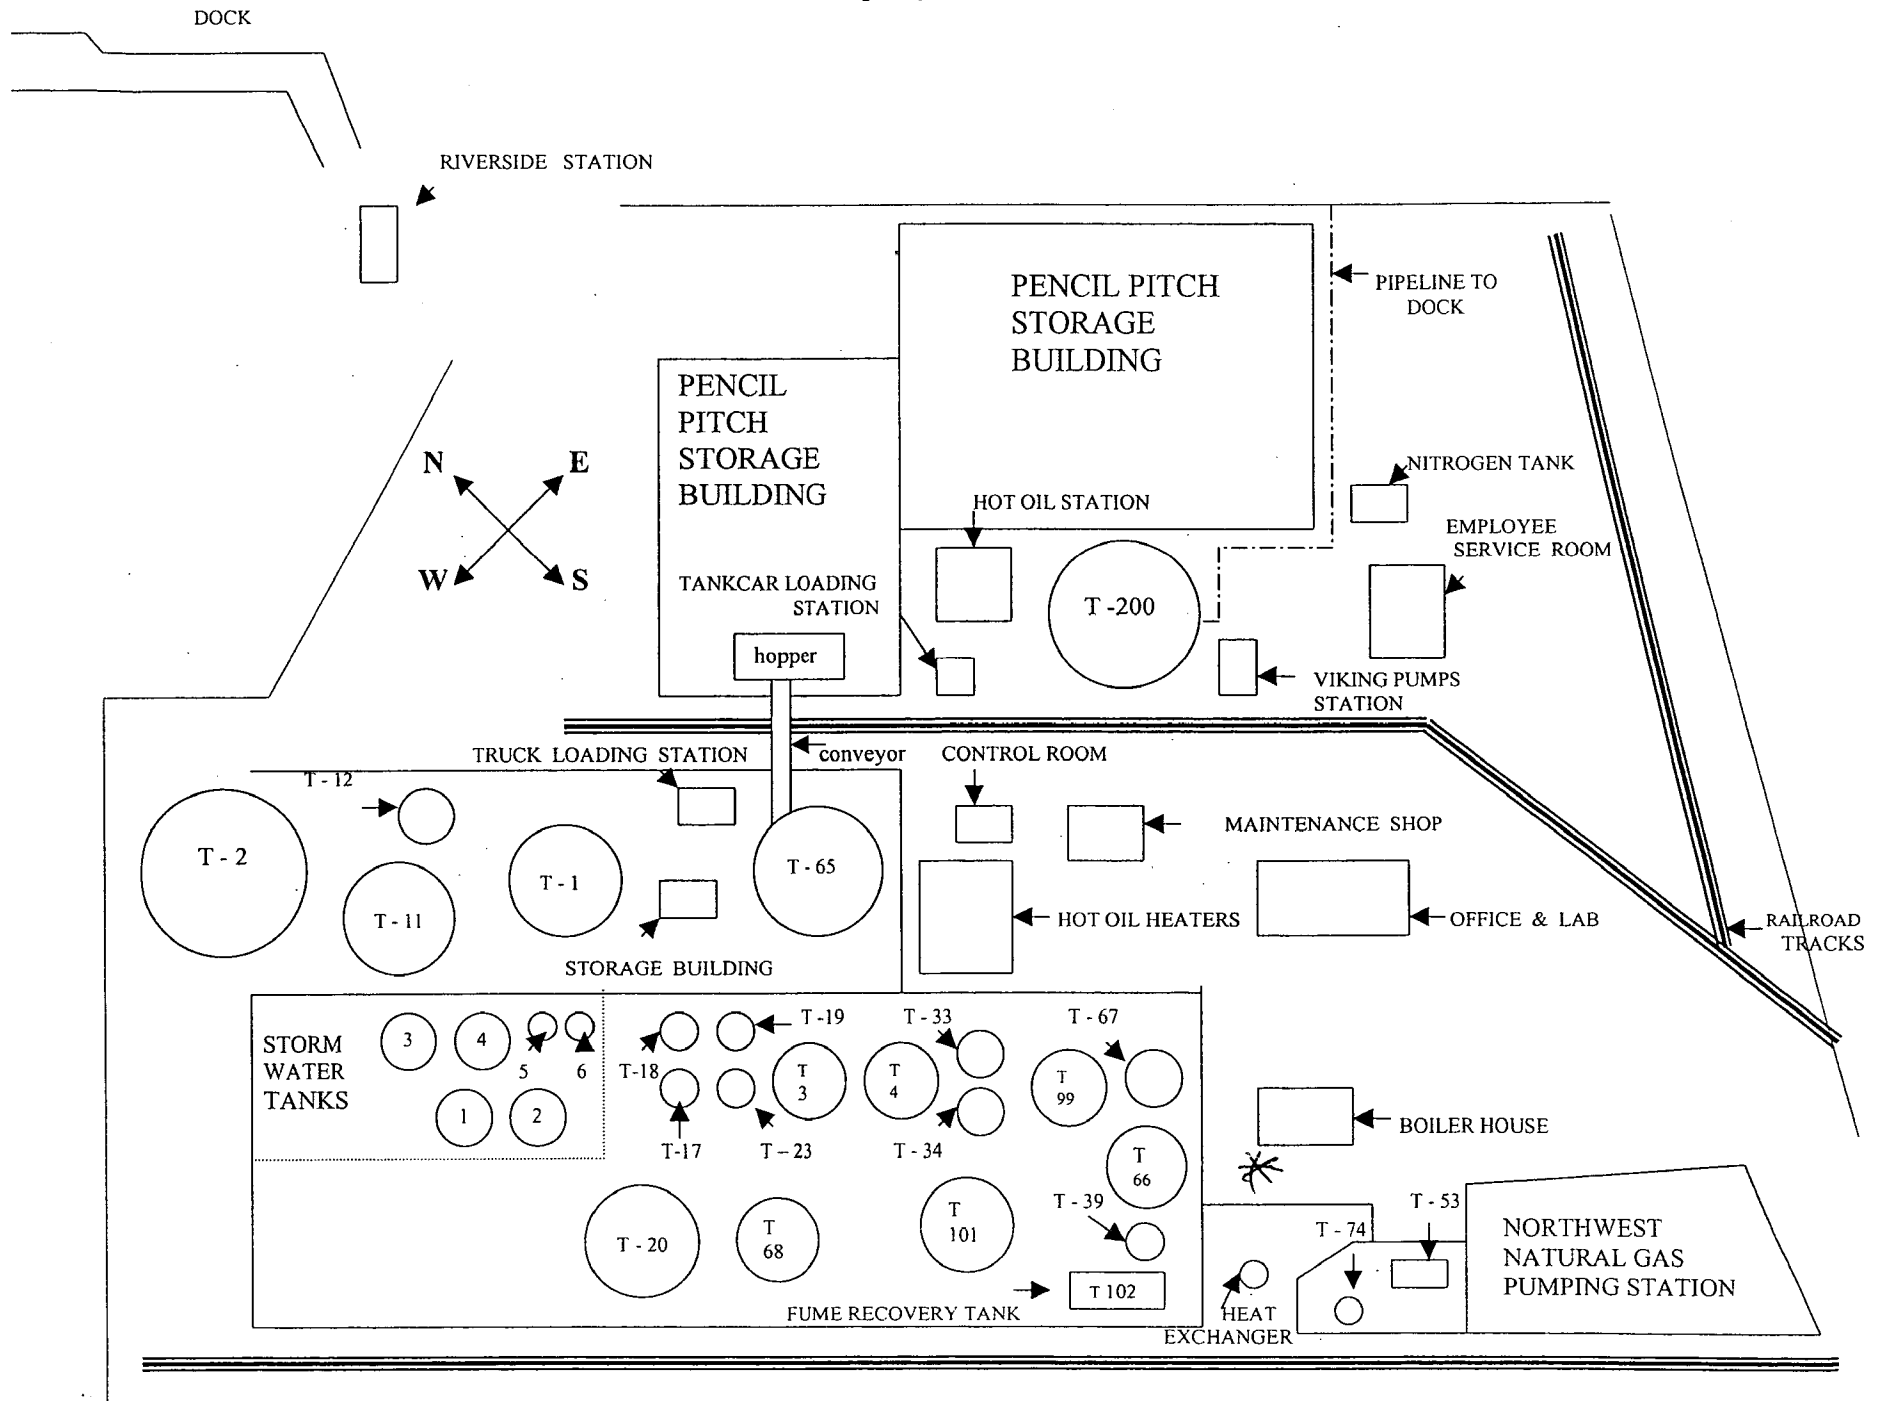 DOCK
RIVERSIDE STATION
PENCIL PITCH
STORAGE
BUILDING
PIPELINE TO
DOCK
PENCIL
PITCH
STORAGE
BUILDING
N
E
W
S
NITROGEN TANK
HOT OIL STATION
EMPLOYEE
SERVICE ROOM
TANKCAR LOADING
STATION
T -200
hopper
VIKING PUMPS
STATION
TRUCK LOADING STATION
conveyor
CONTROL ROOM
T - 12
MAINTENANCE SHOP
T - 2
T - 1
T - 65
T - 11
HOT OIL HEATERS
OFFICE & LAB
RAILROAD
TRACKS
STORAGE BUILDING
STORM
WATER
TANKS
3
4
5
6
1
2
T -19
T - 33
T - 67
T-18
T
3
T
4
T
99
T-17
T – 23
T - 34
T
66
BOILER HOUSE
T - 39
T - 53
T - 20
T
68
T
101
T - 74
NORTHWEST
NATURAL GAS
PUMPING STATION
T 102
FUME RECOVERY TANK
HEAT
EXCHANGER